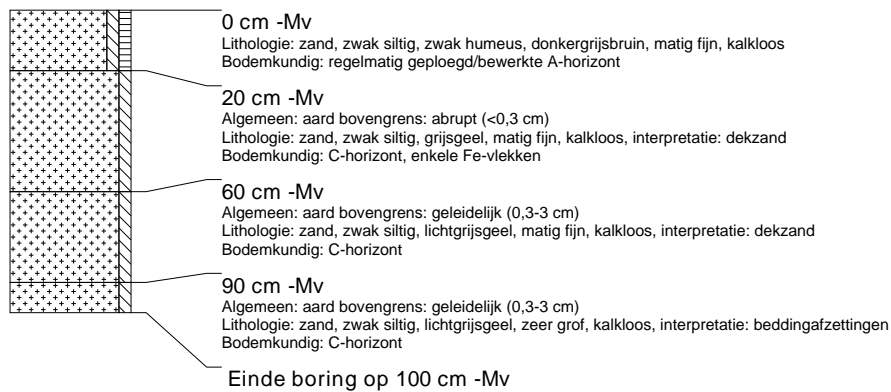 0 cm -Mv
Lithologie: zand, zwak siltig, zwak humeus, donkergrijsbruin, matig fijn, kalkloos
Bodemkundig: regelmatig geploegd/bewerkte A-horizont
20 cm -Mv
Algemeen: aard bovengrens: abrupt (<0,3 cm)
Lithologie: zand, zwak siltig, grijsgeel, matig fijn, kalkloos, interpretatie: dekzand
Bodemkundig: C-horizont, enkele Fe-vlekken
60 cm -Mv
Algemeen: aard bovengrens: geleidelijk (0,3-3 cm)
Lithologie: zand, zwak siltig, lichtgrijsgeel, matig fijn, kalkloos, interpretatie: dekzand
Bodemkundig: C-horizont
90 cm -Mv
Algemeen: aard bovengrens: geleidelijk (0,3-3 cm)
Lithologie: zand, zwak siltig, lichtgrijsgeel, zeer grof, kalkloos, interpretatie: beddingafzettingen
Bodemkundig: C-horizont
Einde boring op 100 cm -Mv